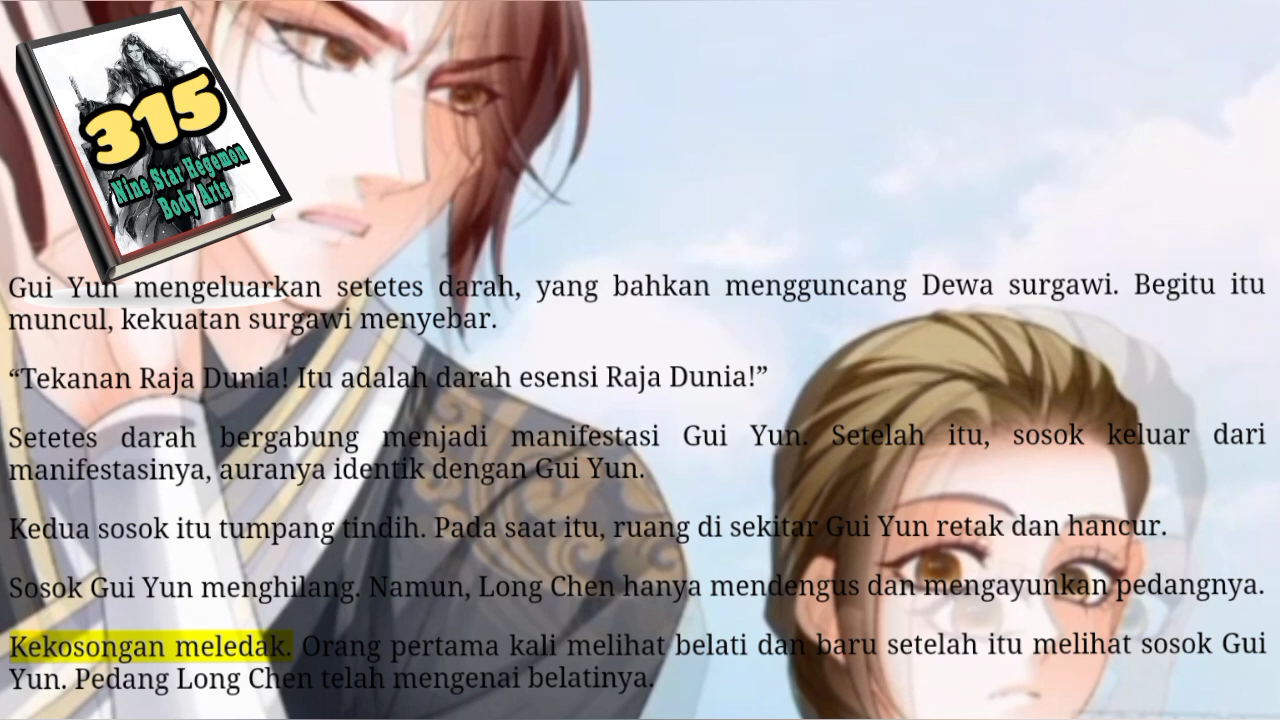 315
Nine Star Hegemon
Body Arts
Gui Yun mengeluarkan setetes darah, yang bahkan mengguncang Dewa surgawi. Begitu itu
muncul, kekuatan surgawi menyebar.
“Tekanan Raja Dunia! Itu adalah darah esensi Raja Dunia!”
Setetes darah bergabung menjadi manifestasi Gui Yun. Setelah itu, sosok keluar dari
manifestasinya, auranya identik dengan Gui Yun.
Kedua sosok itu tumpang tindih. Pada saat itu, ruang di sekitar Gui Yun retak dan hancur.
Sosok Gui Yun menghilang. Namun, Long Chen hanya mendengus dan mengayunkan pedangnya.
Kekosongan meledak. Orang pertama kali melihat belati dan baru setelah itu melihat sosok Gui
Yun. Pedang Long Chen telah mengenai belatinya.